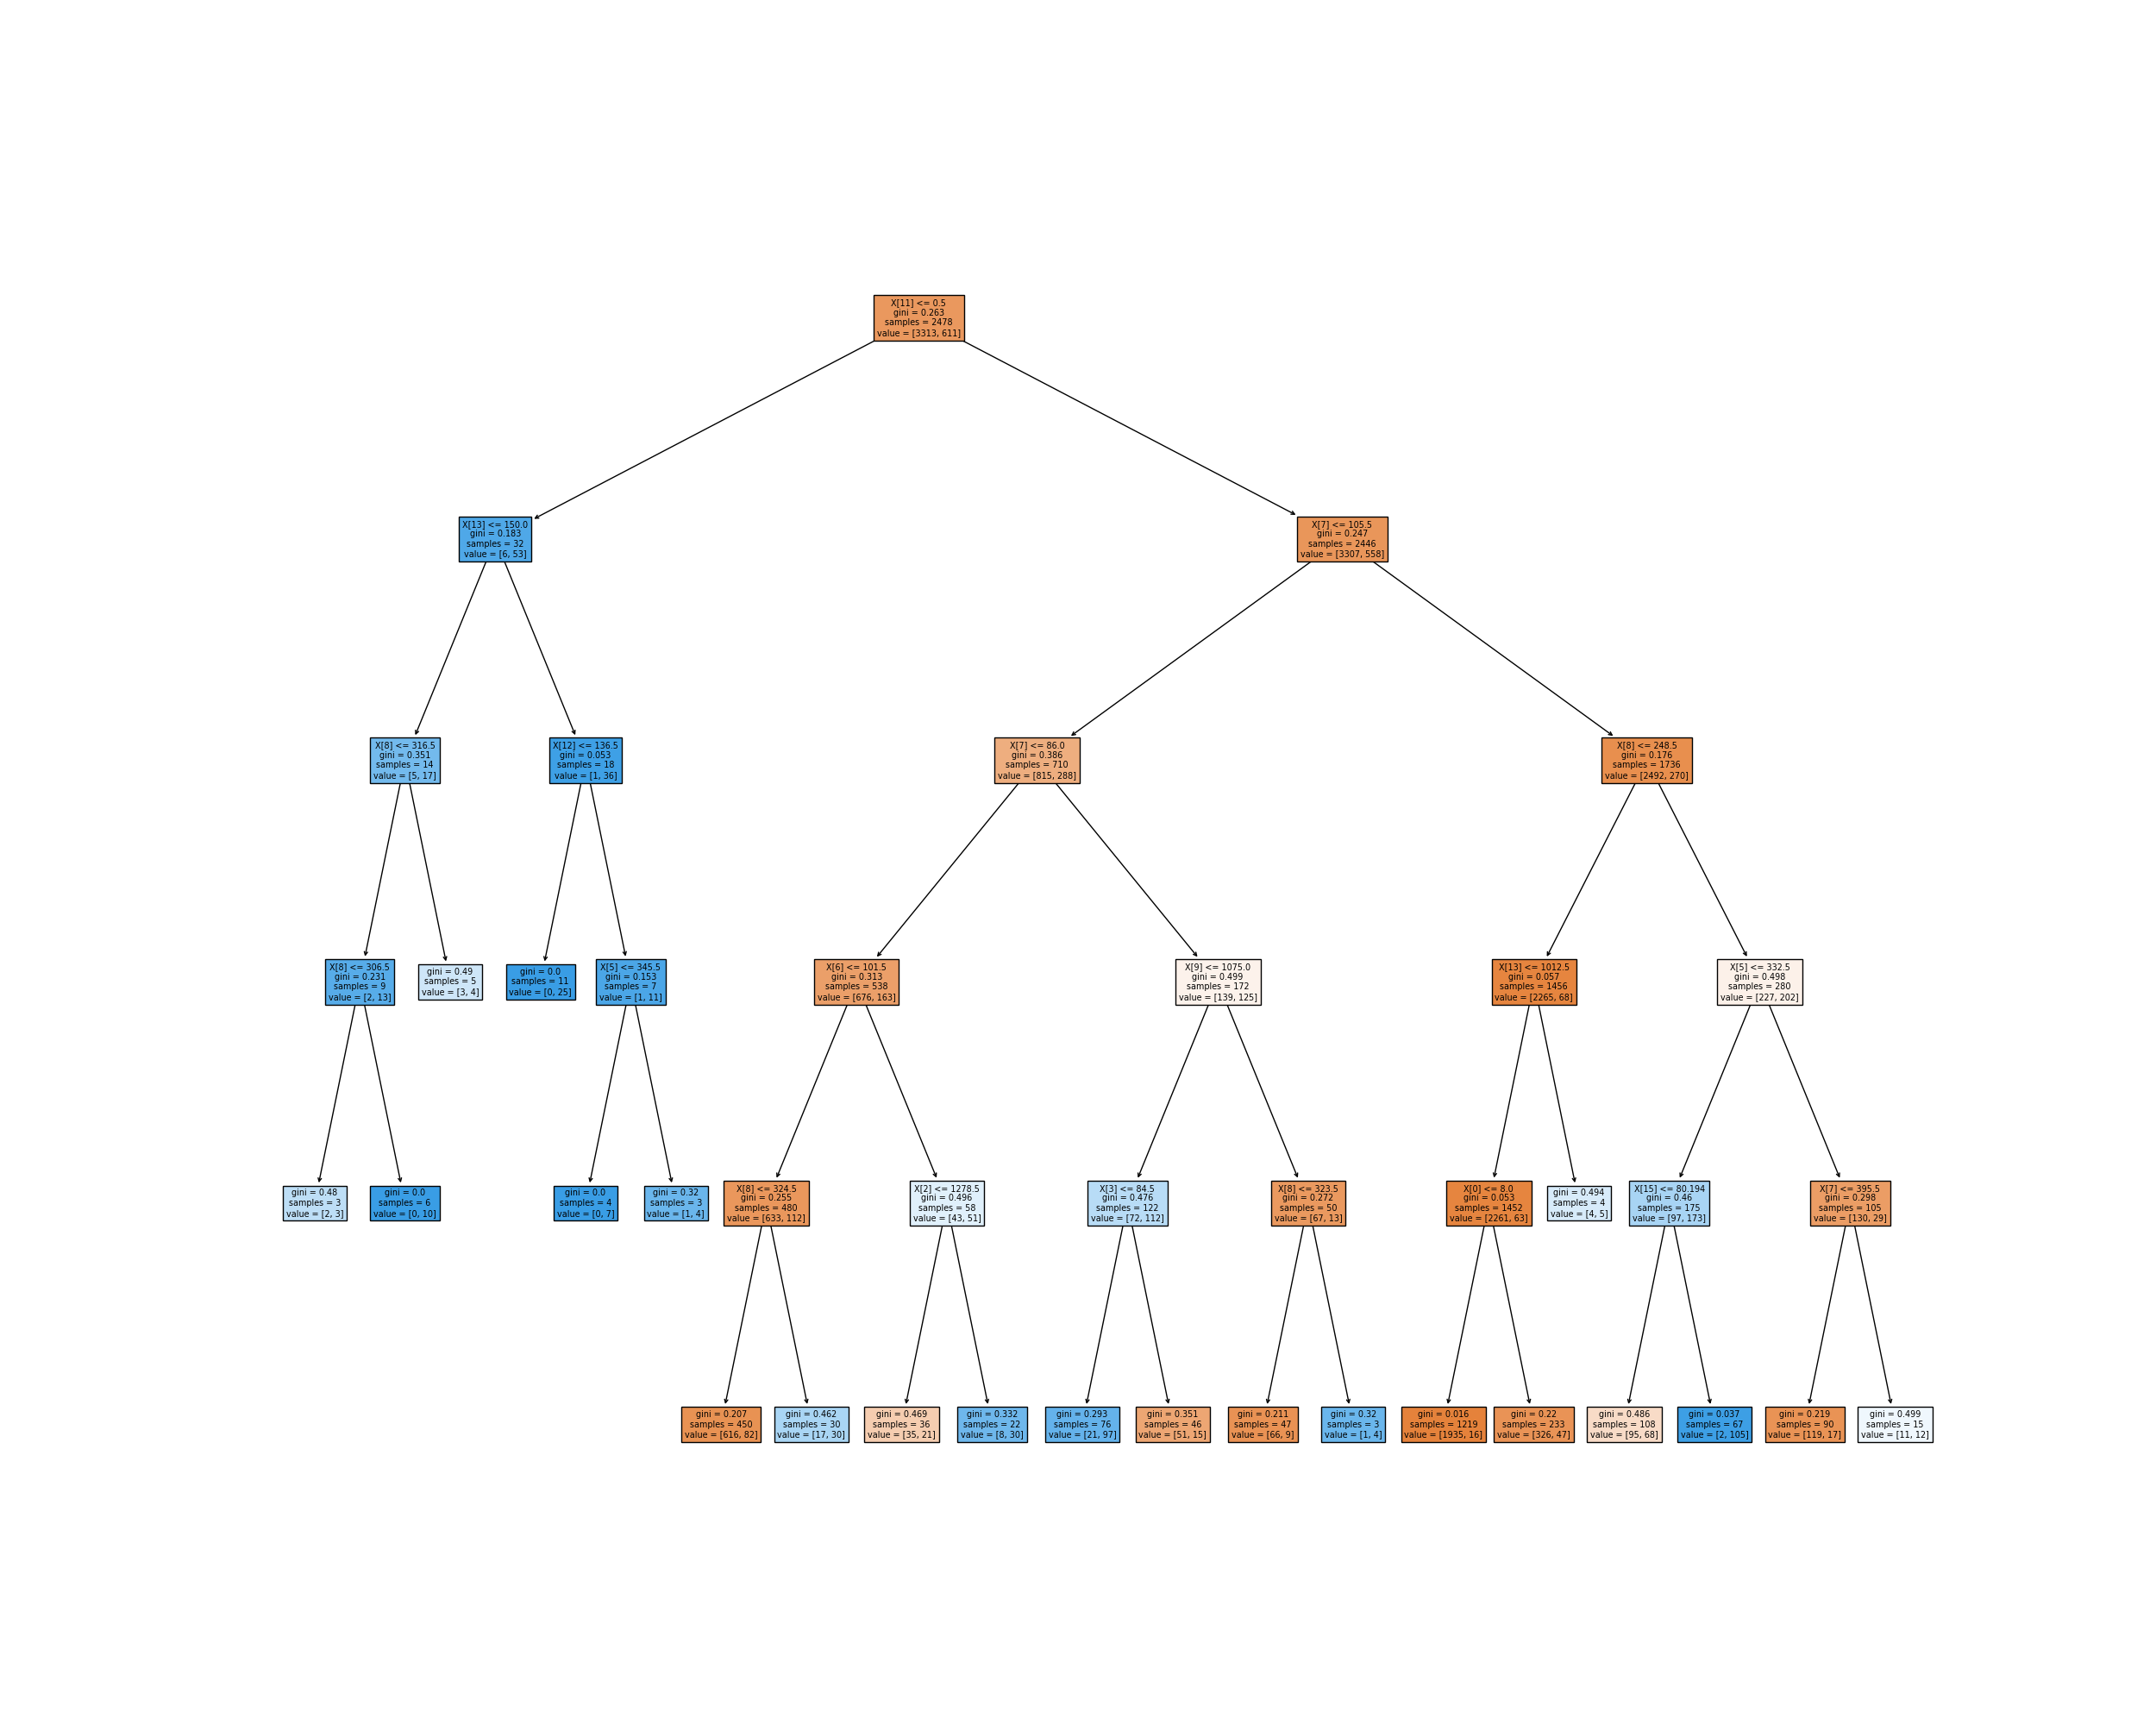 X[11] <= 0.5
gini = 0.263
samples = 2478
value = [3313, 611]
X[13] <= 150.0
gini = 0.183
samples = 32
value = [6, 53]
X[7] <= 105.5
gini = 0.247
samples = 2446
value = [3307, 558]
X[8] <= 316.5
gini = 0.351
samples = 14
value = [5, 17]
X[12] <= 136.5
gini = 0.053
samples = 18
value = [1, 36]
X[7] <= 86.0
gini = 0.386
samples = 710
value = [815, 288]
X[8] <= 248.5
gini = 0.176
samples = 1736
value = [2492, 270]
X[8] <= 306.5
gini = 0.231
samples = 9
value = [2, 13]
gini = 0.49
samples = 5
value = [3, 4]
gini = 0.0
samples = 11
value = [0, 25]
X[5] <= 345.5
gini = 0.153
samples = 7
value = [1, 11]
X[6] <= 101.5
gini = 0.313
samples = 538
value = [676, 163]
X[9] <= 1075.0
gini = 0.499
samples = 172
value = [139, 125]
X[13] <= 1012.5
gini = 0.057
samples = 1456
value = [2265, 68]
X[5] <= 332.5
gini = 0.498
samples = 280
value = [227, 202]
gini = 0.48
samples = 3
value = [2, 3]
gini = 0.0
samples = 6
value = [0, 10]
gini = 0.0
samples = 4
value = [0, 7]
gini = 0.32
samples = 3
value = [1, 4]
X[8] <= 324.5
gini = 0.255
samples = 480
value = [633, 112]
X[2] <= 1278.5
gini = 0.496
samples = 58
value = [43, 51]
X[3] <= 84.5
gini = 0.476
samples = 122
value = [72, 112]
X[8] <= 323.5
gini = 0.272
samples = 50
value = [67, 13]
X[0] <= 8.0
gini = 0.053
samples = 1452
value = [2261, 63]
gini = 0.494
samples = 4
value = [4, 5]
X[15] <= 80.194
gini = 0.46
samples = 175
value = [97, 173]
X[7] <= 395.5
gini = 0.298
samples = 105
value = [130, 29]
gini = 0.207
samples = 450
value = [616, 82]
gini = 0.462
samples = 30
value = [17, 30]
gini = 0.469
samples = 36
value = [35, 21]
gini = 0.332
samples = 22
value = [8, 30]
gini = 0.293
samples = 76
value = [21, 97]
gini = 0.351
samples = 46
value = [51, 15]
gini = 0.211
samples = 47
value = [66, 9]
gini = 0.32
samples = 3
value = [1, 4]
gini = 0.016
samples = 1219
value = [1935, 16]
gini = 0.22
samples = 233
value = [326, 47]
gini = 0.486
samples = 108
value = [95, 68]
gini = 0.037
samples = 67
value = [2, 105]
gini = 0.219
samples = 90
value = [119, 17]
gini = 0.499
samples = 15
value = [11, 12]